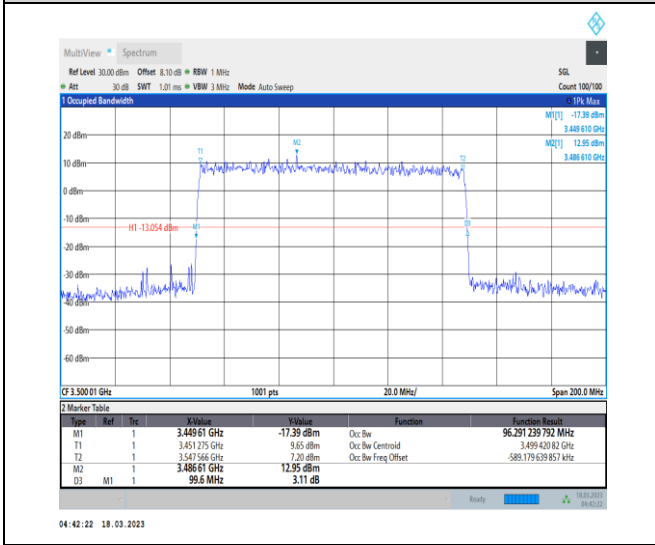 MultiView Spectrum
Ref Level 30.00 dBm Offset 8.10 dB RBW 1 MHz SGL
Att 30 dB SWT 1.01 ms VBW 3 MHz Mode Auto Sweep Count 100/100
1 Occupied Bandwidth 1Pk Max
M1[1] -17.39 dBm
3.449 610 GHz
M2[1] 12.95 dBm
3.486 610 GHz
20 dBm
T1
M2
T2
10 dBm
0 dBm
-10 dBm
H1 -13.054 dBm
M1
D3
-20 dBm
-30 dBm
-40 dBm
-50 dBm
-60 dBm
CF 3.500 01 GHz 1001 pts 20.0 MHz/ Span 200.0 MHz
2 Marker Table
Type Ref Trc X-Value Y-Value Function Function Result
M1 1 3.449 61 GHz -17.39 dBm Occ Bw 96.291 239 792 MHz
T1 1 3.451 275 GHz 9.65 dBm Occ Bw Centroid 3.499 420 82 GHz
T2 1 3.547 566 GHz 7.20 dBm Occ Bw Freq Offset -589.179 639 857 kHz
M2 1 3.486 61 GHz 12.95 dBm
D3 M1 1 99.6 MHz 3.11 dB
Ready 18.03.2023
04:42:22
04:42:22 18.03.2023